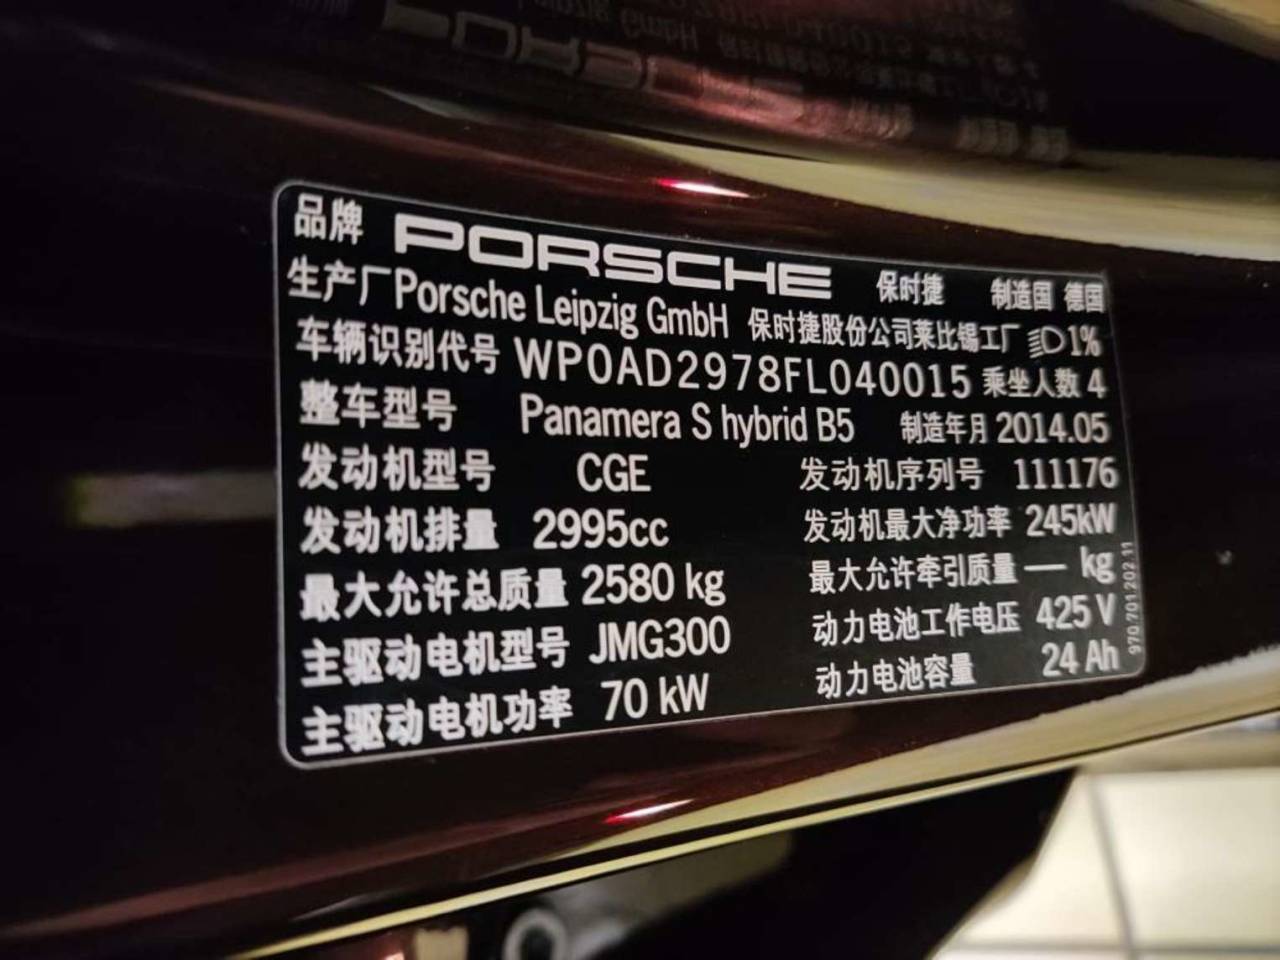 品牌 PORSCHE 保时捷 制造国 德国
生产厂 Porsche Leipzig GmbH 保时捷股份公司莱比锡工厂 1%
车辆识别代号 WP0AD2978FL040015 乘坐人数 4
整车型号 Panamera S hybrid B5 制造年月 2014.05
发动机型号 CGE 发动机序列号 111176
发动机排量 2995cc 发动机最大净功率 245kW
最大允许总质量 2580 kg 最大允许牵引质量 — kg
主驱动电机型号 JMG300 动力电池工作电压 425 V
主驱动电机功率 70 kW 动力电池容量 24 Ah
970.701.202.11